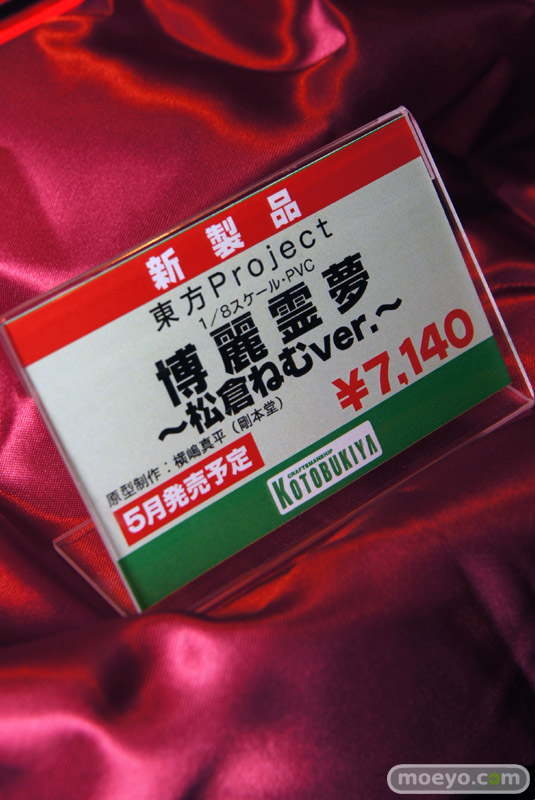 新製品
東方Project
1/8スケール・PVC
博麗霊夢
～松倉ねむver.～
¥7,140
原型制作：横嶋真平（剛本堂）
5月発売予定
CRAFTSMANSHIP
KOTOBUKIYA
moeyo.com